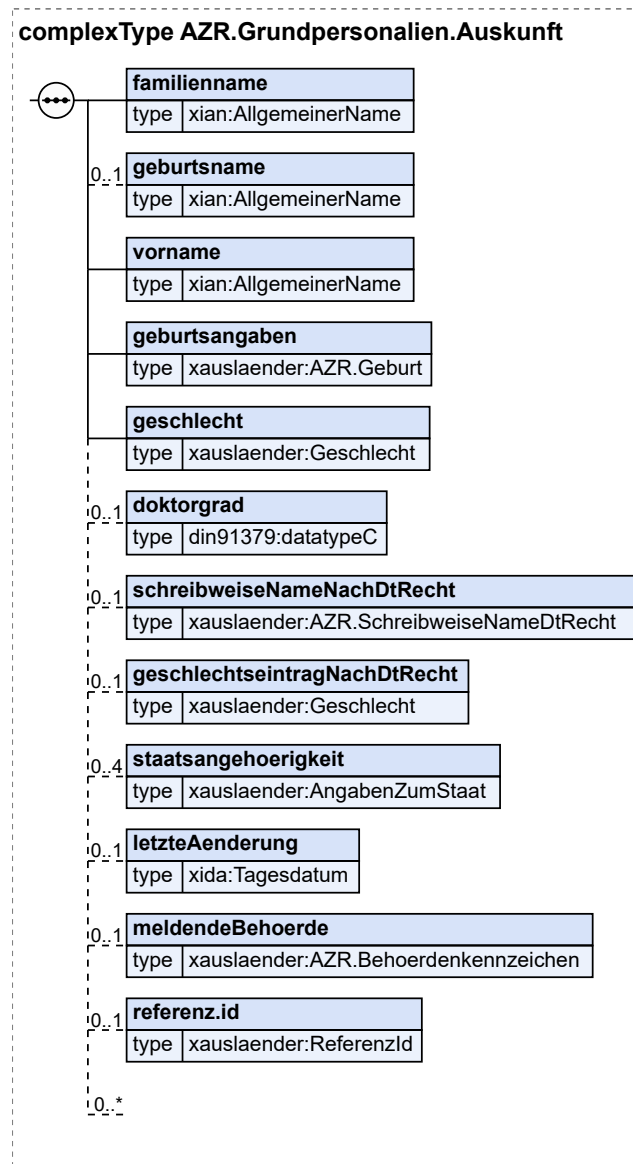 complexType AZR.Grundpersonalien.Auskunft
familienname
type xian:AllgemeinerName
0..1 geburtsname
type xian:AllgemeinerName
vorname
type xian:AllgemeinerName
geburtsangaben
type xauslaender:AZR.Geburt
geschlecht
type xauslaender:Geschlecht
0..1 doktorgrad
type din91379:datatypeC
0..1 schreibweiseNameNachDtRecht
type xauslaender:AZR.SchreibweiseNameDtRecht
0..1 geschlechtseintragNachDtRecht
type xauslaender:Geschlecht
0..4 staatsangehoerigkeit
type xauslaender:AngabenZumStaat
0..1 letzteAenderung
type xida:Tagesdatum
0..1 meldendeBehoerde
type xauslaender:AZR.Behoerdenkennzeichen
0..1 referenz.id
type xauslaender:ReferenzId
0..*